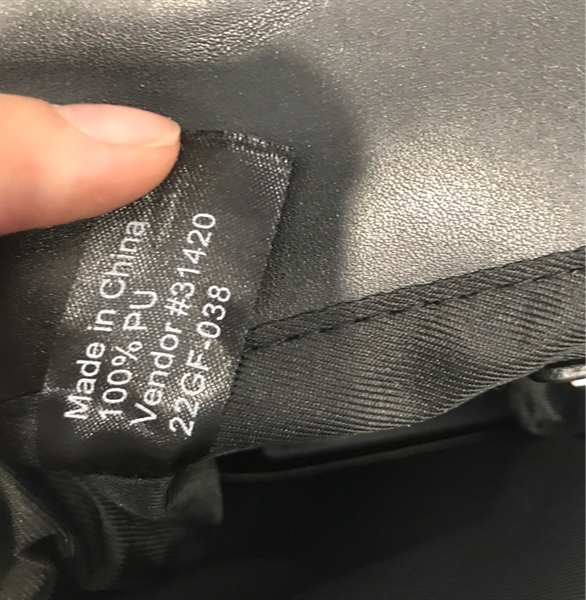 Made in China
100% PU
Vendor #31420
22GF-038